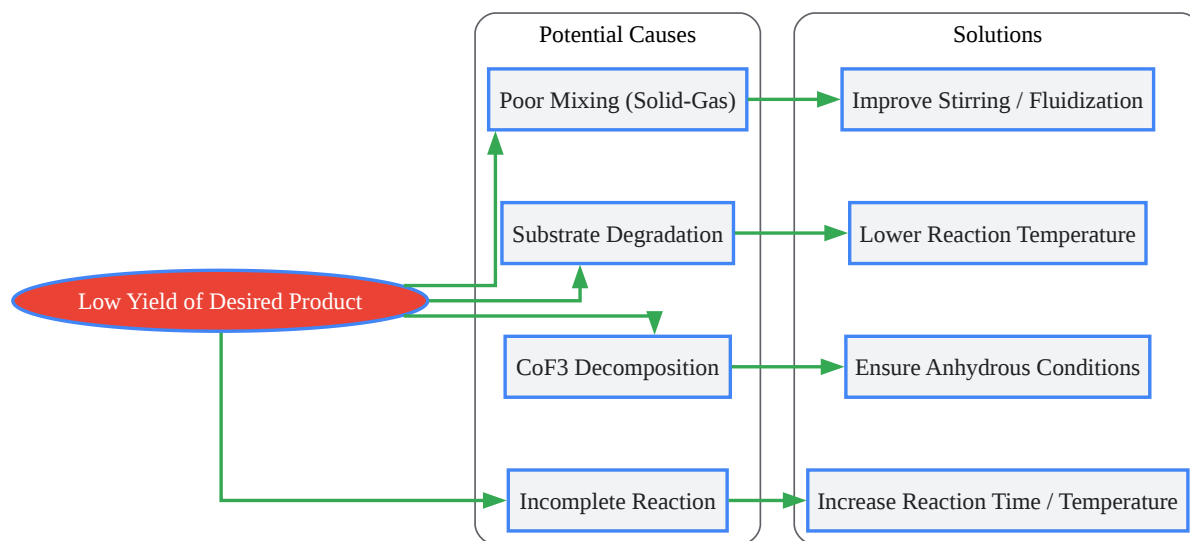 Potential Causes
Solutions
Poor Mixing (Solid-Gas)
Improve Stirring / Fluidization
Substrate Degradation
Lower Reaction Temperature
Low Yield of Desired Product
CoF3 Decomposition
Ensure Anhydrous Conditions
Incomplete Reaction
Increase Reaction Time / Temperature